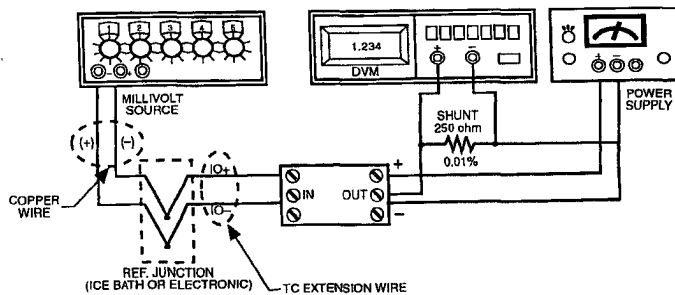 1 2 3 4 5
- +
MILLIVOLT
SOURCE
1.234
DVM
+ -
+ -
POWER
SUPPLY
SHUNT
250 ohm
0.01%
(+) (-)
COPPER
WIRE
IO+
IO-
IN OUT
+
-
REF. JUNCTION
(ICE BATH OR ELECTRONIC)
TC EXTENSION WIRE